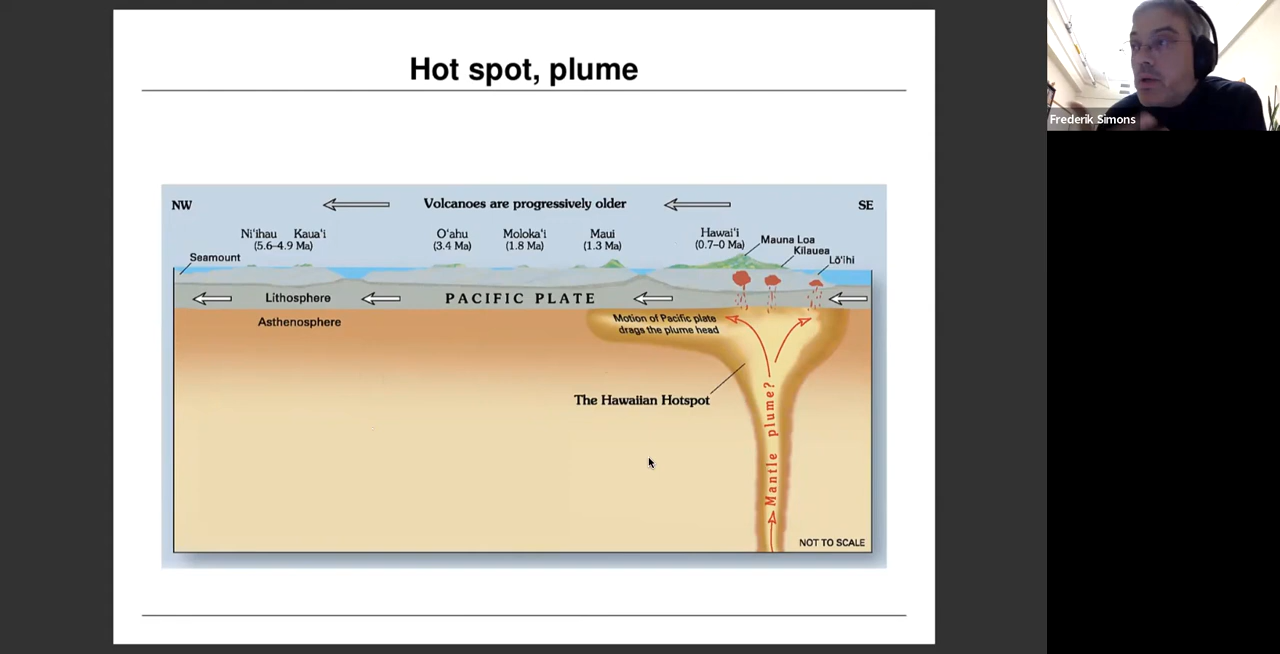 Hot spot, plume
Frederik Simons
NW
Volcanoes are progressively older
SE
Ni'ihau
Kaua'i
(5.6–4.9 Ma)
O'ahu
(3.4 Ma)
Moloka'i
(1.8 Ma)
Maui
(1.3 Ma)
Hawai'i
(0.7–0 Ma)
Mauna Loa
Kīlauea
Lō'ihi
Seamount
Lithosphere
PACIFIC PLATE
Asthenosphere
Motion of Pacific plate
drags the plume head
The Hawaiian Hotspot
Mantle plume?
NOT TO SCALE